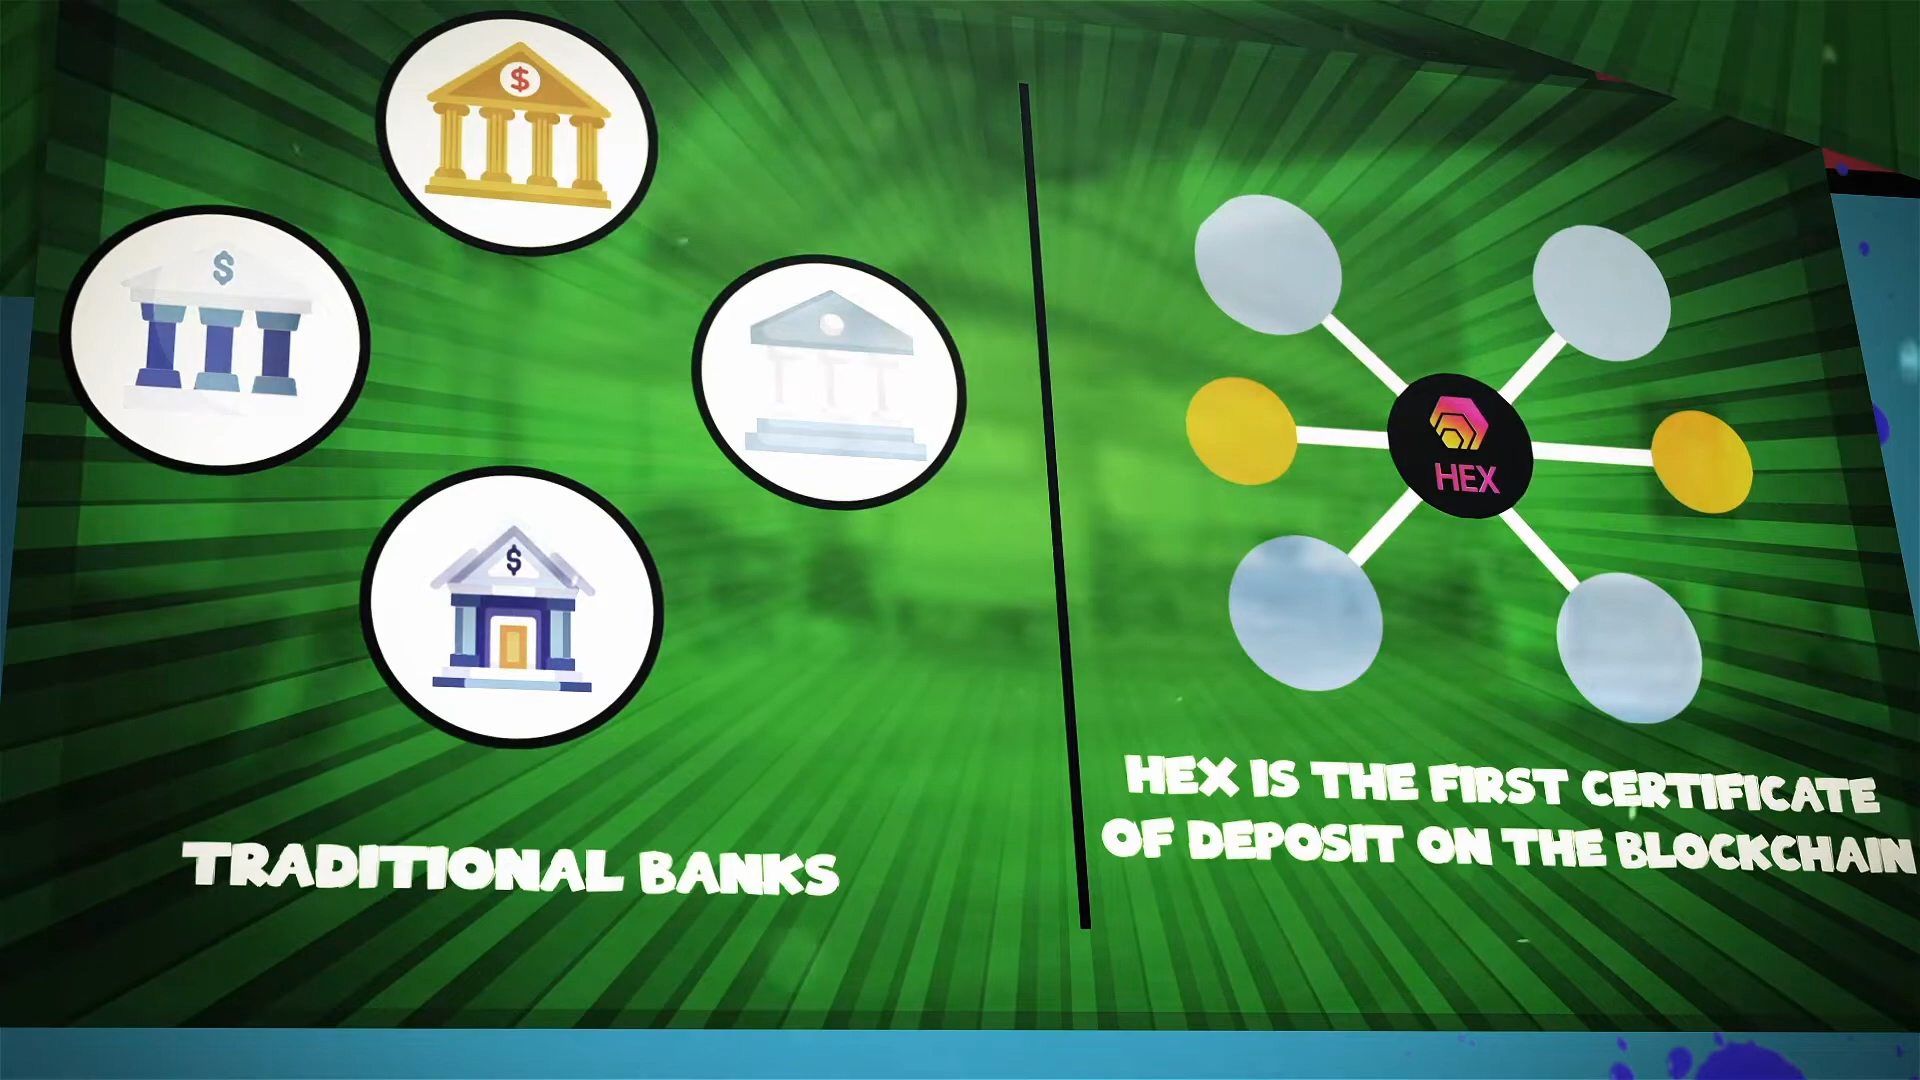 $
$
$
TRADITIONAL BANKS
HEX
HEX IS THE FIRST CERTIFICATE
OF DEPOSIT ON THE BLOCKCHAIN